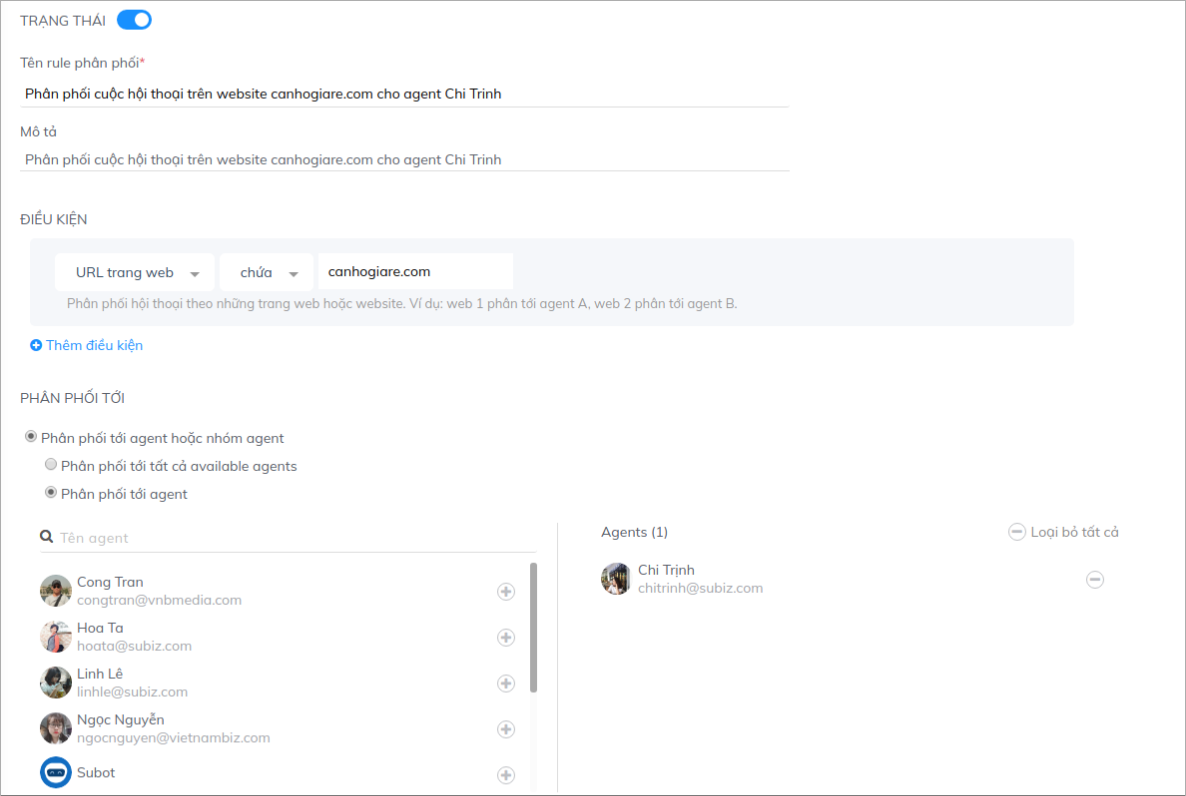 TRẠNG THÁI
Tên rule phân phối*
Phân phối cuộc hội thoại trên website canhogiare.com cho agent Chi Trinh
Mô tả
Phân phối cuộc hội thoại trên website canhogiare.com cho agent Chi Trinh
ĐIỀU KIỆN
URL trang web chứa canhogiare.com
Phân phối hội thoại theo những trang web hoặc website. Ví dụ: web 1 phân tới agent A, web 2 phân tới agent B.
Thêm điều kiện
PHÂN PHỐI TỚI
Phân phối tới agent hoặc nhóm agent
Phân phối tới tất cả available agents
Phân phối tới agent
Tên agent
Cong Tran
congtran@vnbmedia.com
Hoa Ta
hoata@subiz.com
Linh Lê
linhle@subiz.com
Ngọc Nguyễn
ngocnguyen@vietnambiz.com
Subot
Agents (1) Loại bỏ tất cả
Chi Trịnh
chitrinh@subiz.com